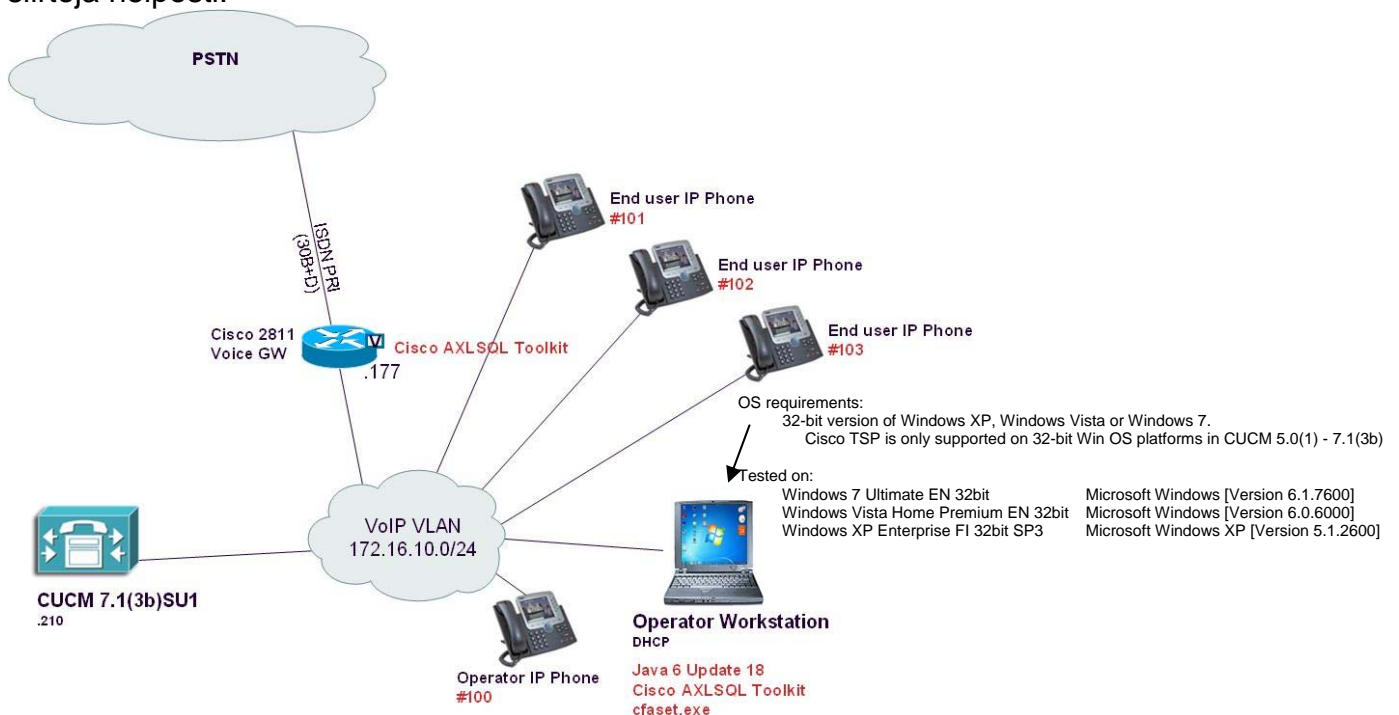 siirtoja helposti.
PSTN
ISDN PRI
(30B+D)
End user IP Phone
#101
End user IP Phone
#102
End user IP Phone
#103
Cisco 2811
Voice GW
V
Cisco AXLSQL Toolkit
.177
OS requirements:
32-bit version of Windows XP, Windows Vista or Windows 7.
Cisco TSP is only supported on 32-bit Win OS platforms in CUCM 5.0(1) - 7.1(3b)
Tested on:
Windows 7 Ultimate EN 32bit Microsoft Windows [Version 6.1.7600]
Windows Vista Home Premium EN 32bit Microsoft Windows [Version 6.0.6000]
Windows XP Enterprise FI 32bit SP3 Microsoft Windows XP [Version 5.1.2600]
VoIP VLAN
172.16.10.0/24
CUCM 7.1(3b)SU1
.210
Operator Workstation
DHCP
Java 6 Update 18
Cisco AXLSQL Toolkit
cfaset.exe
Operator IP Phone
#100